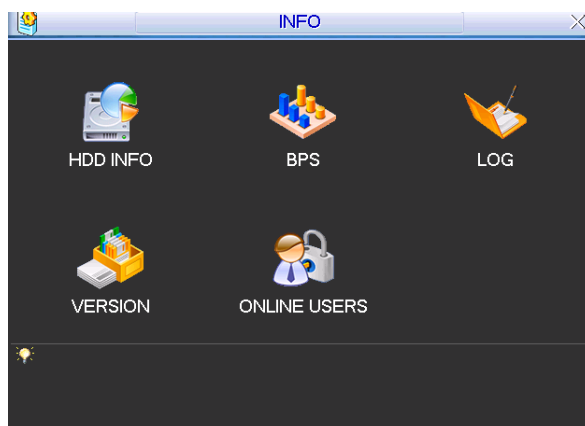 INFO
HDD INFO
BPS
LOG
VERSION
ONLINE USERS